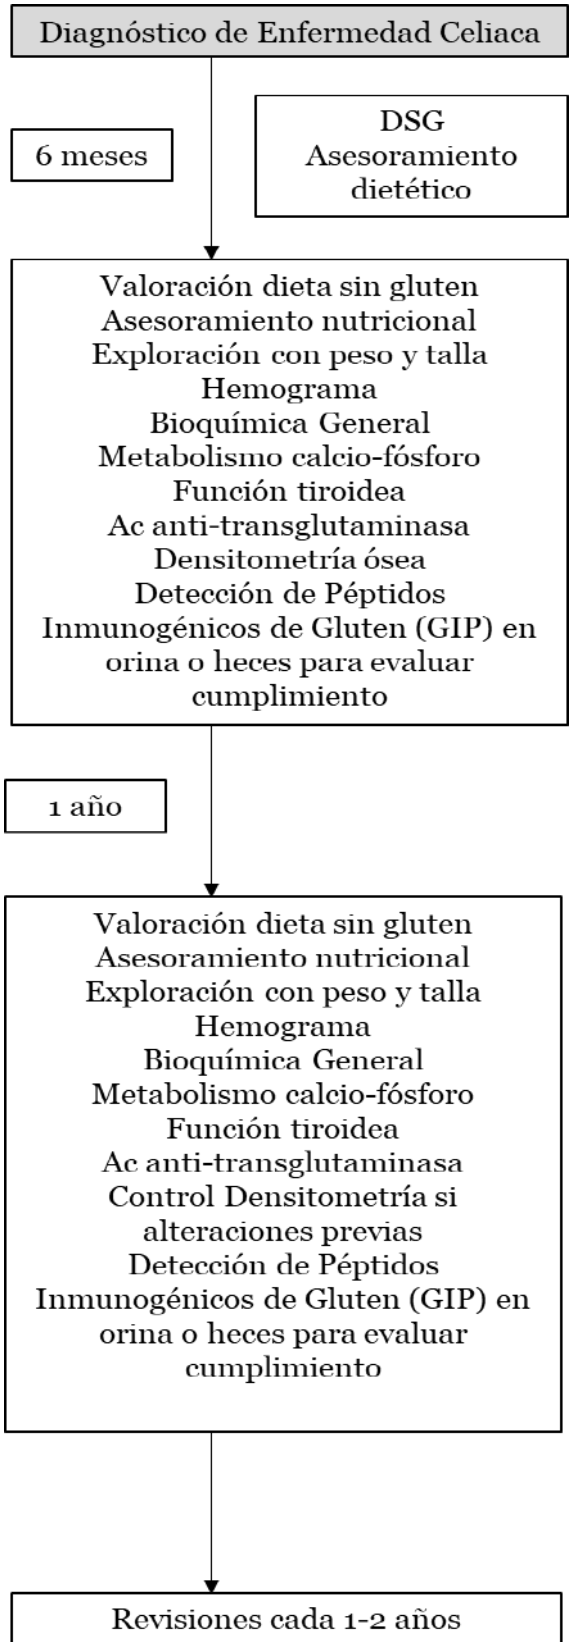 Diagnóstico de Enfermedad Celiaca
6 meses
DSG
Asesoramiento
dietético
Valoración dieta sin gluten
Asesoramiento nutricional
Exploración con peso y talla
Hemograma
Bioquímica General
Metabolismo calcio-fósforo
Función tiroidea
Ac anti-transglutaminasa
Densitometría ósea
Detección de Péptidos
Inmunogénicos de Gluten (GIP) en
orina o heces para evaluar
cumplimiento
1 año
Valoración dieta sin gluten
Asesoramiento nutricional
Exploración con peso y talla
Hemograma
Bioquímica General
Metabolismo calcio-fósforo
Función tiroidea
Ac anti-transglutaminasa
Control Densitometría si
alteraciones previas
Detección de Péptidos
Inmunogénicos de Gluten (GIP) en
orina o heces para evaluar
cumplimiento
Revisiones cada 1-2 años